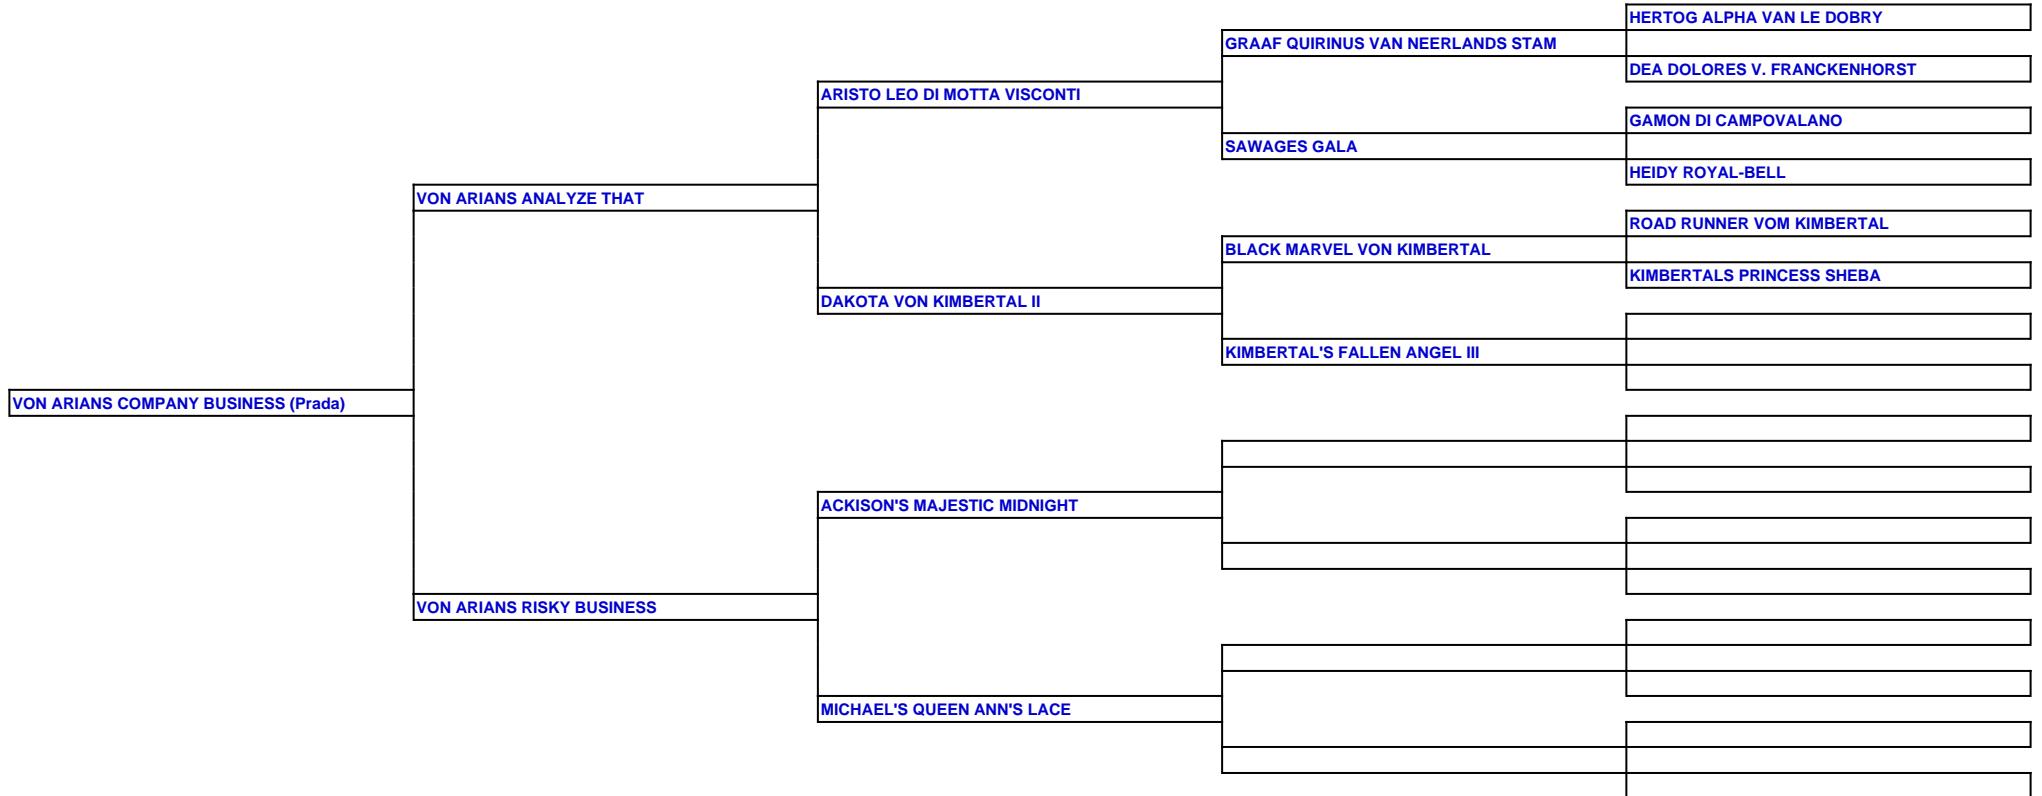 HERTOG ALPHA VAN LE DOBRY
GRAAF QUIRINUS VAN NEERLANDS STAM
DEA DOLORES V. FRANCKENHORST
ARISTO LEO DI MOTTA VISCONTI
GAMON DI CAMPOVALANO
SAWAGES GALA
HEIDY ROYAL-BELL
VON ARIANS ANALYZE THAT
ROAD RUNNER VOM KIMBERTAL
BLACK MARVEL VON KIMBERTAL
KIMBERTALS PRINCESS SHEBA
DAKOTA VON KIMBERTAL II
KIMBERTAL'S FALLEN ANGEL III
VON ARIANS COMPANY BUSINESS (Prada)
ACKISON'S MAJESTIC MIDNIGHT
VON ARIANS RISKY BUSINESS
MICHAEL'S QUEEN ANN'S LACE